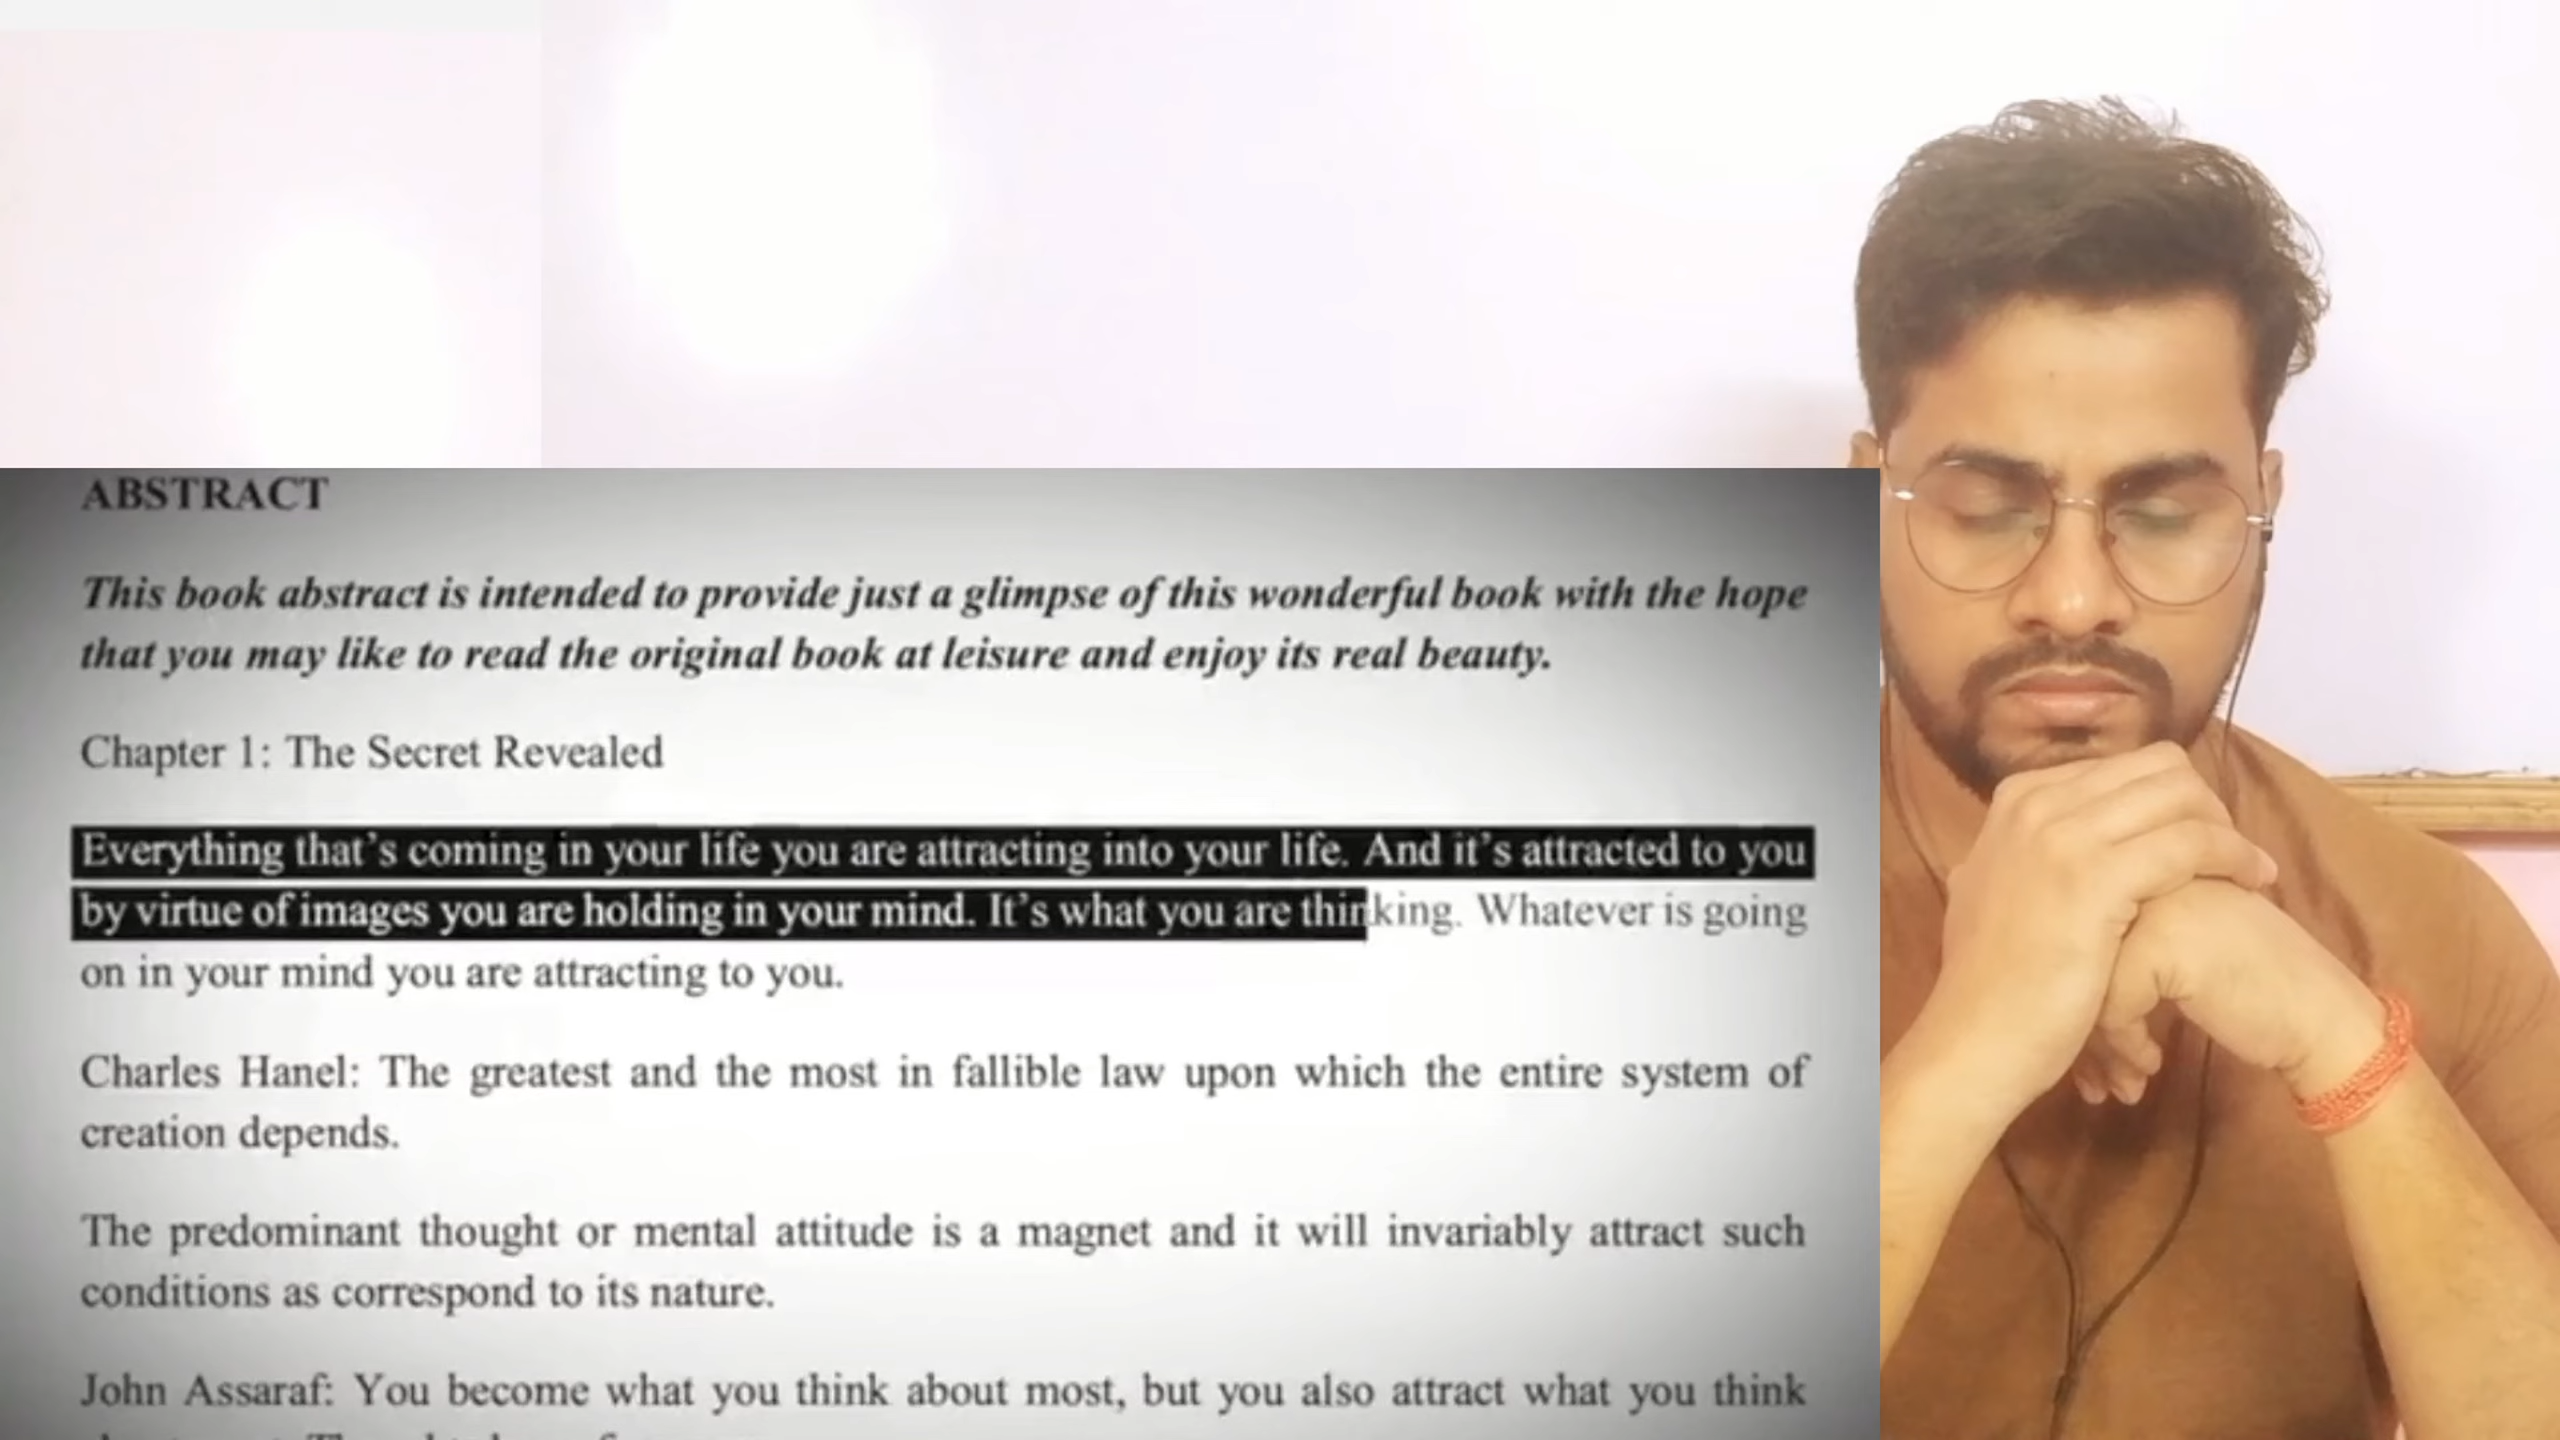 ABSTRACT
This book abstract is intended to provide just a glimpse of this wonderful book with the hope
that you may like to read the original book at leisure and enjoy its real beauty.
Chapter 1: The Secret Revealed
Everything that's coming in your life you are attracting into your life. And it's attracted to you
by virtue of images you are holding in your mind. It's what you are thinking. Whatever is going
on in your mind you are attracting to you.
Charles Hanel: The greatest and the most in fallible law upon which the entire system of
creation depends.
The predominant thought or mental attitude is a magnet and it will invariably attract such
conditions as correspond to its nature.
John Assaraf: You become what you think about most, but you also attract what you think